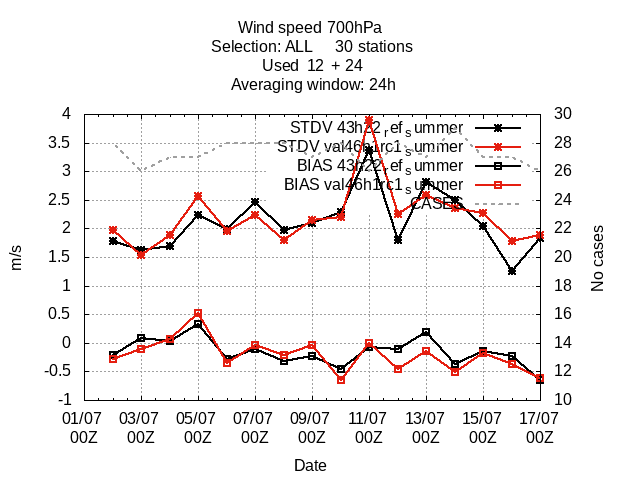 Wind speed 700hPa
Selection: ALL 30 stations
Used 12 + 24
Averaging window: 24h
STDV 43h22_ref_summer
STDV val46h1rc1_summer
BIAS 43h22_ref_summer
BIAS val46h1rc1_summer
CASES
4
3.5
3
2.5
2
1.5
1
0.5
0
-0.5
-1
m/s
30
28
26
24
22
20
18
16
14
12
10
No cases
01/07 03/07 05/07 07/07 09/07 11/07 13/07 15/07 17/07
00Z 00Z 00Z 00Z 00Z 00Z 00Z 00Z 00Z
Date